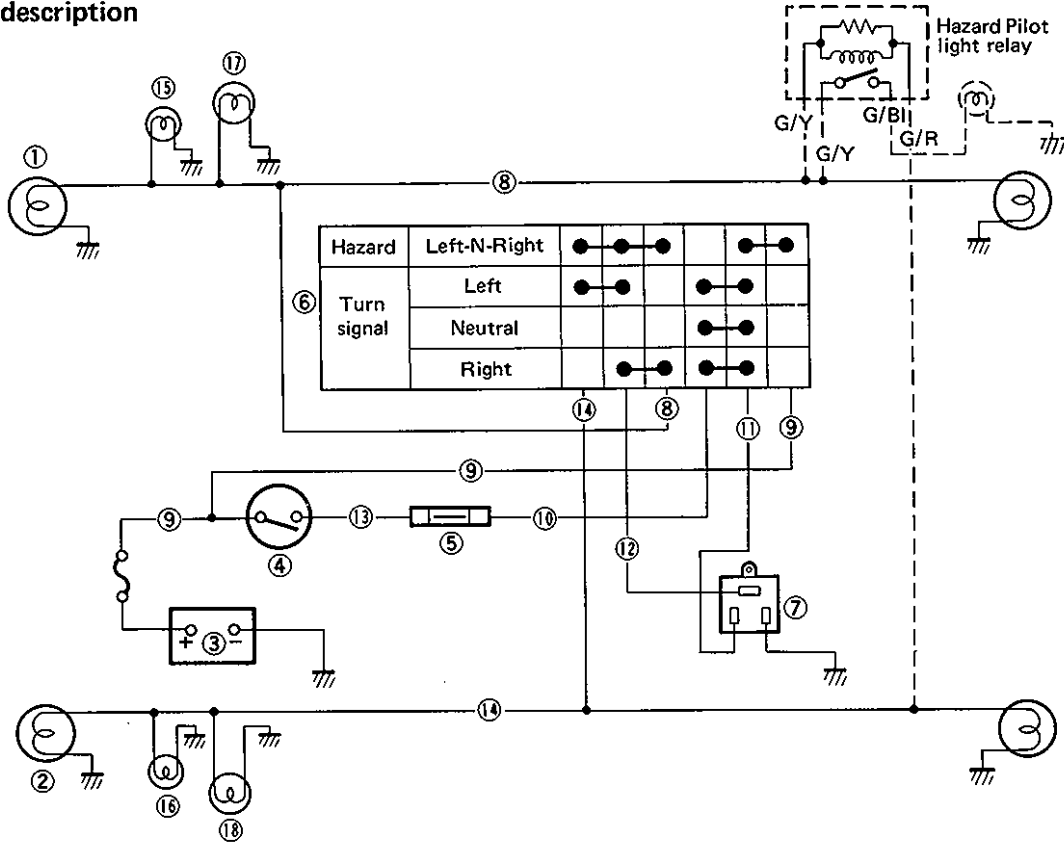 description
Hazard Pilot
light relay
⑰
⑮
G/Y
G/Bl
G/R
G/Y
①
⑧
Hazard Left-N-Right
⑥
Turn
signal
Left
Neutral
Right
⑭
⑧
⑪
⑨
⑨
⑨
⑬
⑩
④
⑤
⑫
⑦
+ ③ −
⑭
②
⑯
⑱